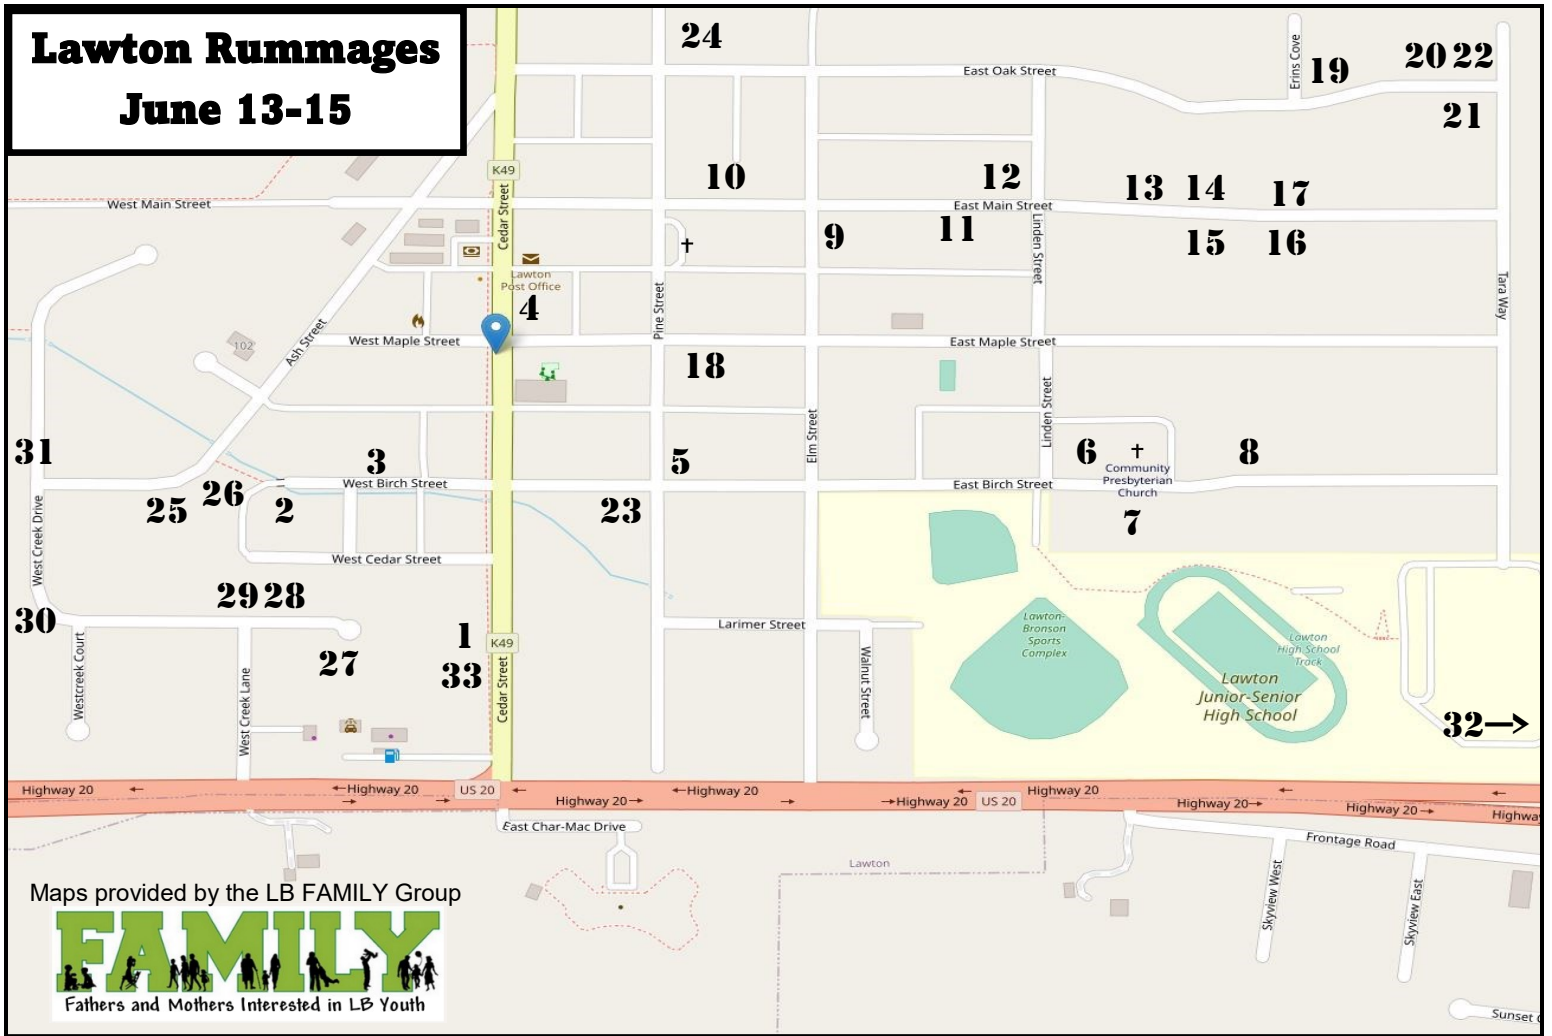 Lawton Rummages
June 13-15
24
East Oak Street
Erins Cove
19
20 22
21
K49
10
12
13
14
17
West Main Street
Cedar Street
East Main Street
9
11
Linden Street
15
16
Lawton
Post Office
4
Pine Street
Tara Way
Ash Street
102
West Maple Street
East Maple Street
18
Elm Street
Linden Street
31
3
5
6
Community
Presbyterian
Church
8
West Birch Street
East Birch Street
25
26
2
23
7
West Creek Drive
West Cedar Street
29 28
30
1
K49
33
27
Larimer Street
Lawton-
Bronson
Sports
Complex
Lawton
High School
Track
Lawton
Junior-Senior
High School
Westcreek Court
West Creek Lane
Cedar Street
Walnut Street
32→
Highway 20
←
←Highway 20
→
→
US 20
←
Highway 20→
←Highway 20
→
→Highway 20
←
US 20
Highway 20
Highway 20→
←
Highway 20→
←
Highwa
East Char-Mac Drive
Frontage Road
Lawton
Skyview West
Skyview East
Sunset
Maps provided by the LB FAMILY Group
FAMILY
Fathers and Mothers Interested in LB Youth